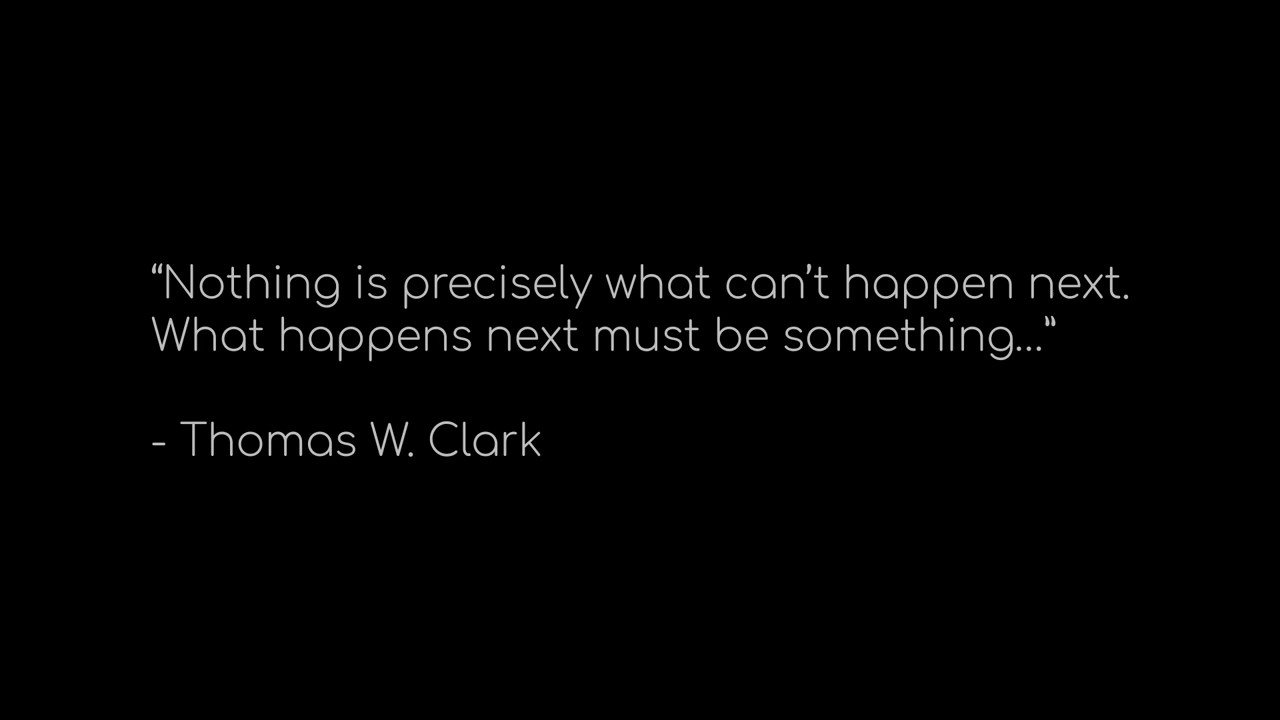 “Nothing is precisely what can’t happen next.
What happens next must be something...”
- Thomas W. Clark